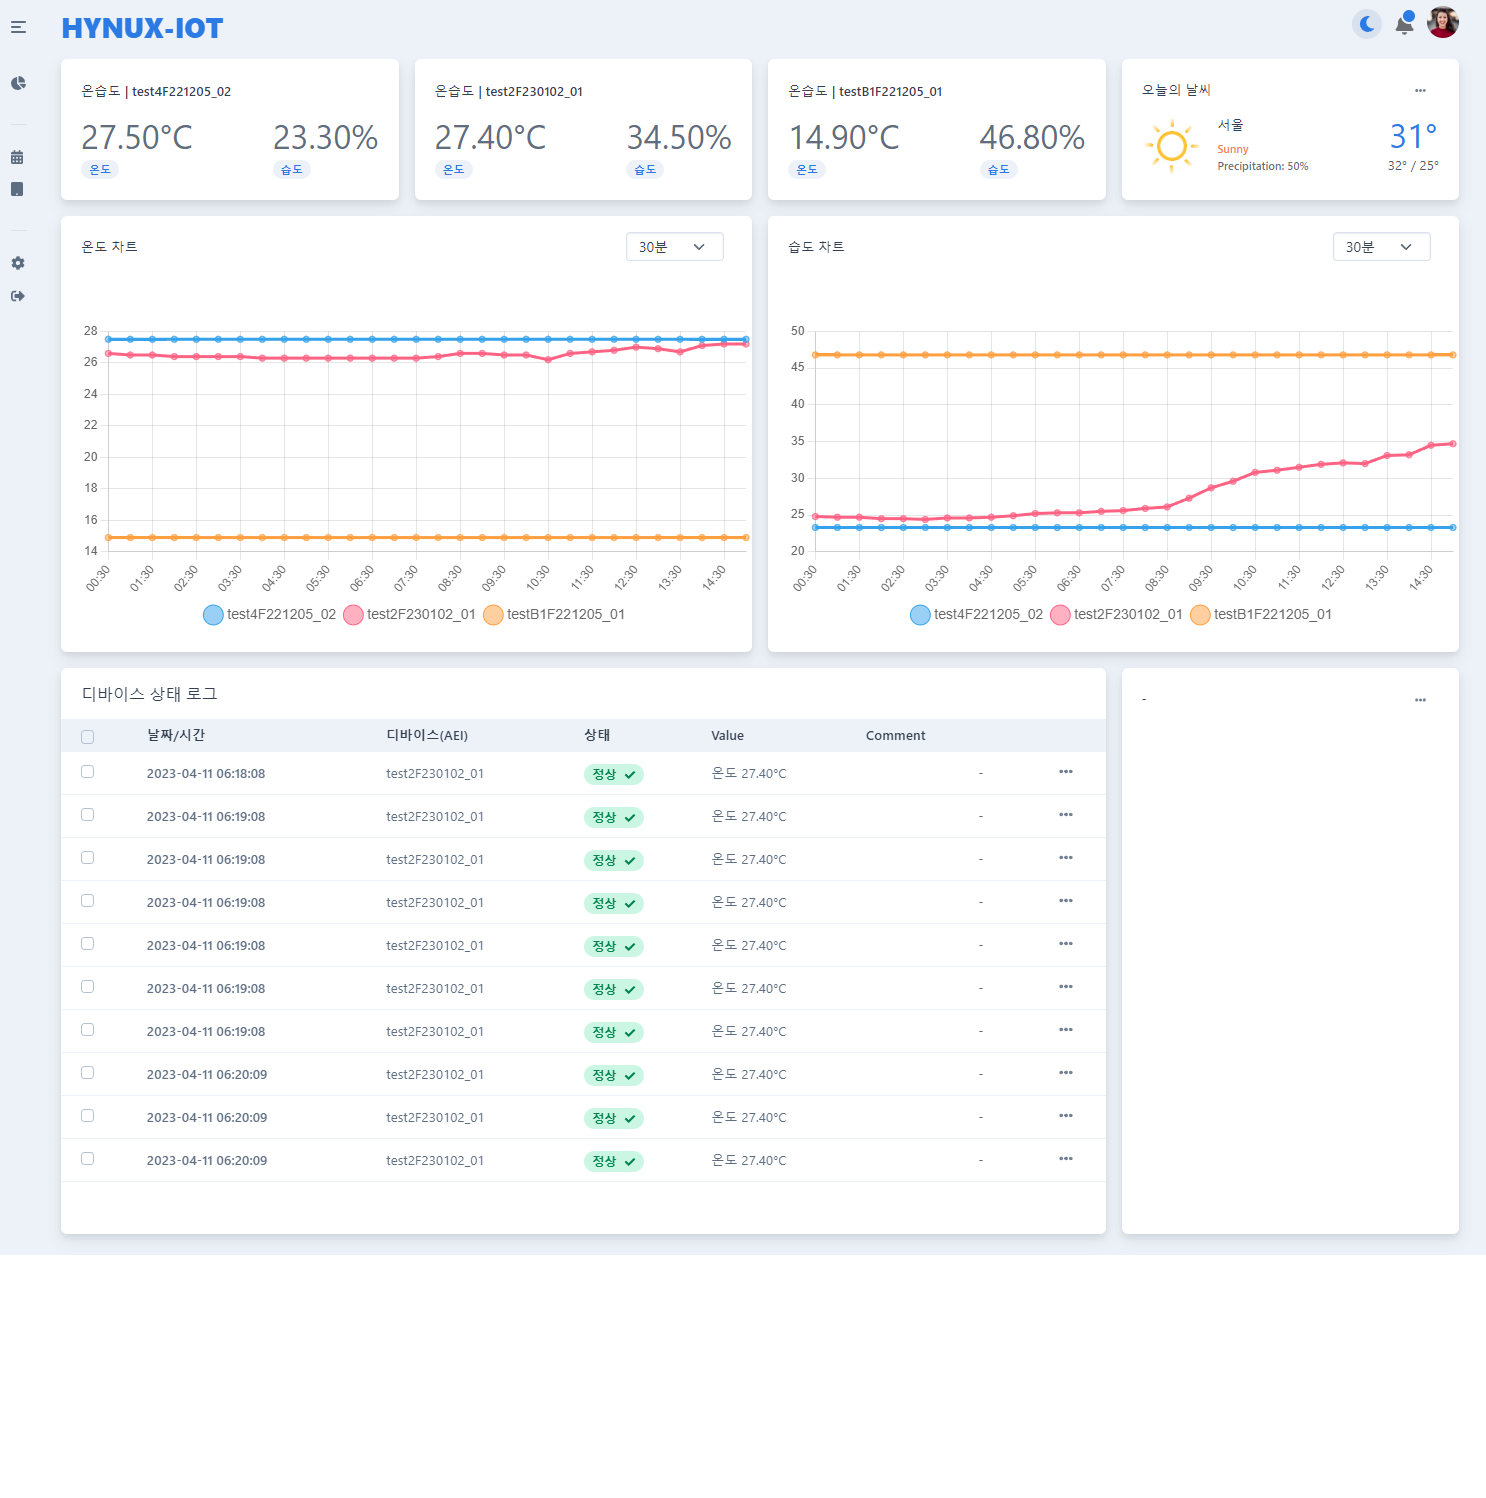 HYNUX-IOT
온습도 | test4F221205_02
27.50°C 23.30%
온도 습도
온습도 | test2F230102_01
27.40°C 34.50%
온도 습도
온습도 | testB1F221205_01
14.90°C 46.80%
온도 습도
오늘의 날씨
서울
Sunny
Precipitation: 50%
31°
32° / 25°
온도 차트 30분
28
26
24
22
20
18
16
14
00:30 01:30 02:30 03:30 04:30 05:30 06:30 07:30 08:30 09:30 10:30 11:30 12:30 13:30 14:30
test4F221205_02 test2F230102_01 testB1F221205_01
습도 차트 30분
50
45
40
35
30
25
20
00:30 01:30 02:30 03:30 04:30 05:30 06:30 07:30 08:30 09:30 10:30 11:30 12:30 13:30 14:30
test4F221205_02 test2F230102_01 testB1F221205_01
디바이스 상태 로그
날짜/시간 디바이스(AEI) 상태 Value Comment
2023-04-11 06:18:08 test2F230102_01 정상 온도 27.40°C -
2023-04-11 06:19:08 test2F230102_01 정상 온도 27.40°C -
2023-04-11 06:19:08 test2F230102_01 정상 온도 27.40°C -
2023-04-11 06:19:08 test2F230102_01 정상 온도 27.40°C -
2023-04-11 06:19:08 test2F230102_01 정상 온도 27.40°C -
2023-04-11 06:19:08 test2F230102_01 정상 온도 27.40°C -
2023-04-11 06:19:08 test2F230102_01 정상 온도 27.40°C -
2023-04-11 06:20:09 test2F230102_01 정상 온도 27.40°C -
2023-04-11 06:20:09 test2F230102_01 정상 온도 27.40°C -
2023-04-11 06:20:09 test2F230102_01 정상 온도 27.40°C -
-